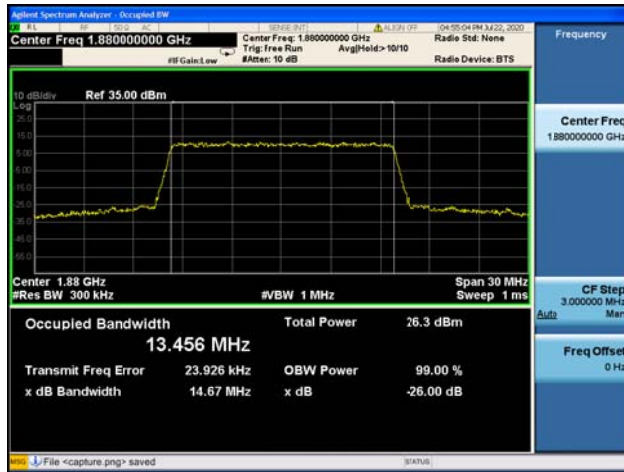 Agilent Spectrum Analyzer - Occupied BW
RL RF 50 Ω AC SENSE:INT ALIGN OFF 04:55:04 PM Jul 22, 2020
Center Freq 1.880000000 GHz
Center Freq: 1.880000000 GHz
Radio Std: None
Trig: Free Run Avg|Hold:>10/10
#IFGain:Low
#Atten: 10 dB
Radio Device: BTS
Frequency
10 dB/div Ref 35.00 dBm
Log
25.0
15.0
5.00
35.0
45.0
55.0
Center 1.88 GHz
Span 30 MHz
#Res BW 300 kHz
#VBW 1 MHz
Sweep 1 ms
Occupied Bandwidth
13.456 MHz
Total Power 26.3 dBm
Transmit Freq Error 23.926 kHz
OBW Power 99.00 %
x dB Bandwidth 14.67 MHz
x dB -26.00 dB
Center Freq
1.880000000 GHz
CF Step
3.000000 MHz
Auto Man
Freq Offset
0 Hz
MSG File <capture.png> saved
STATUS